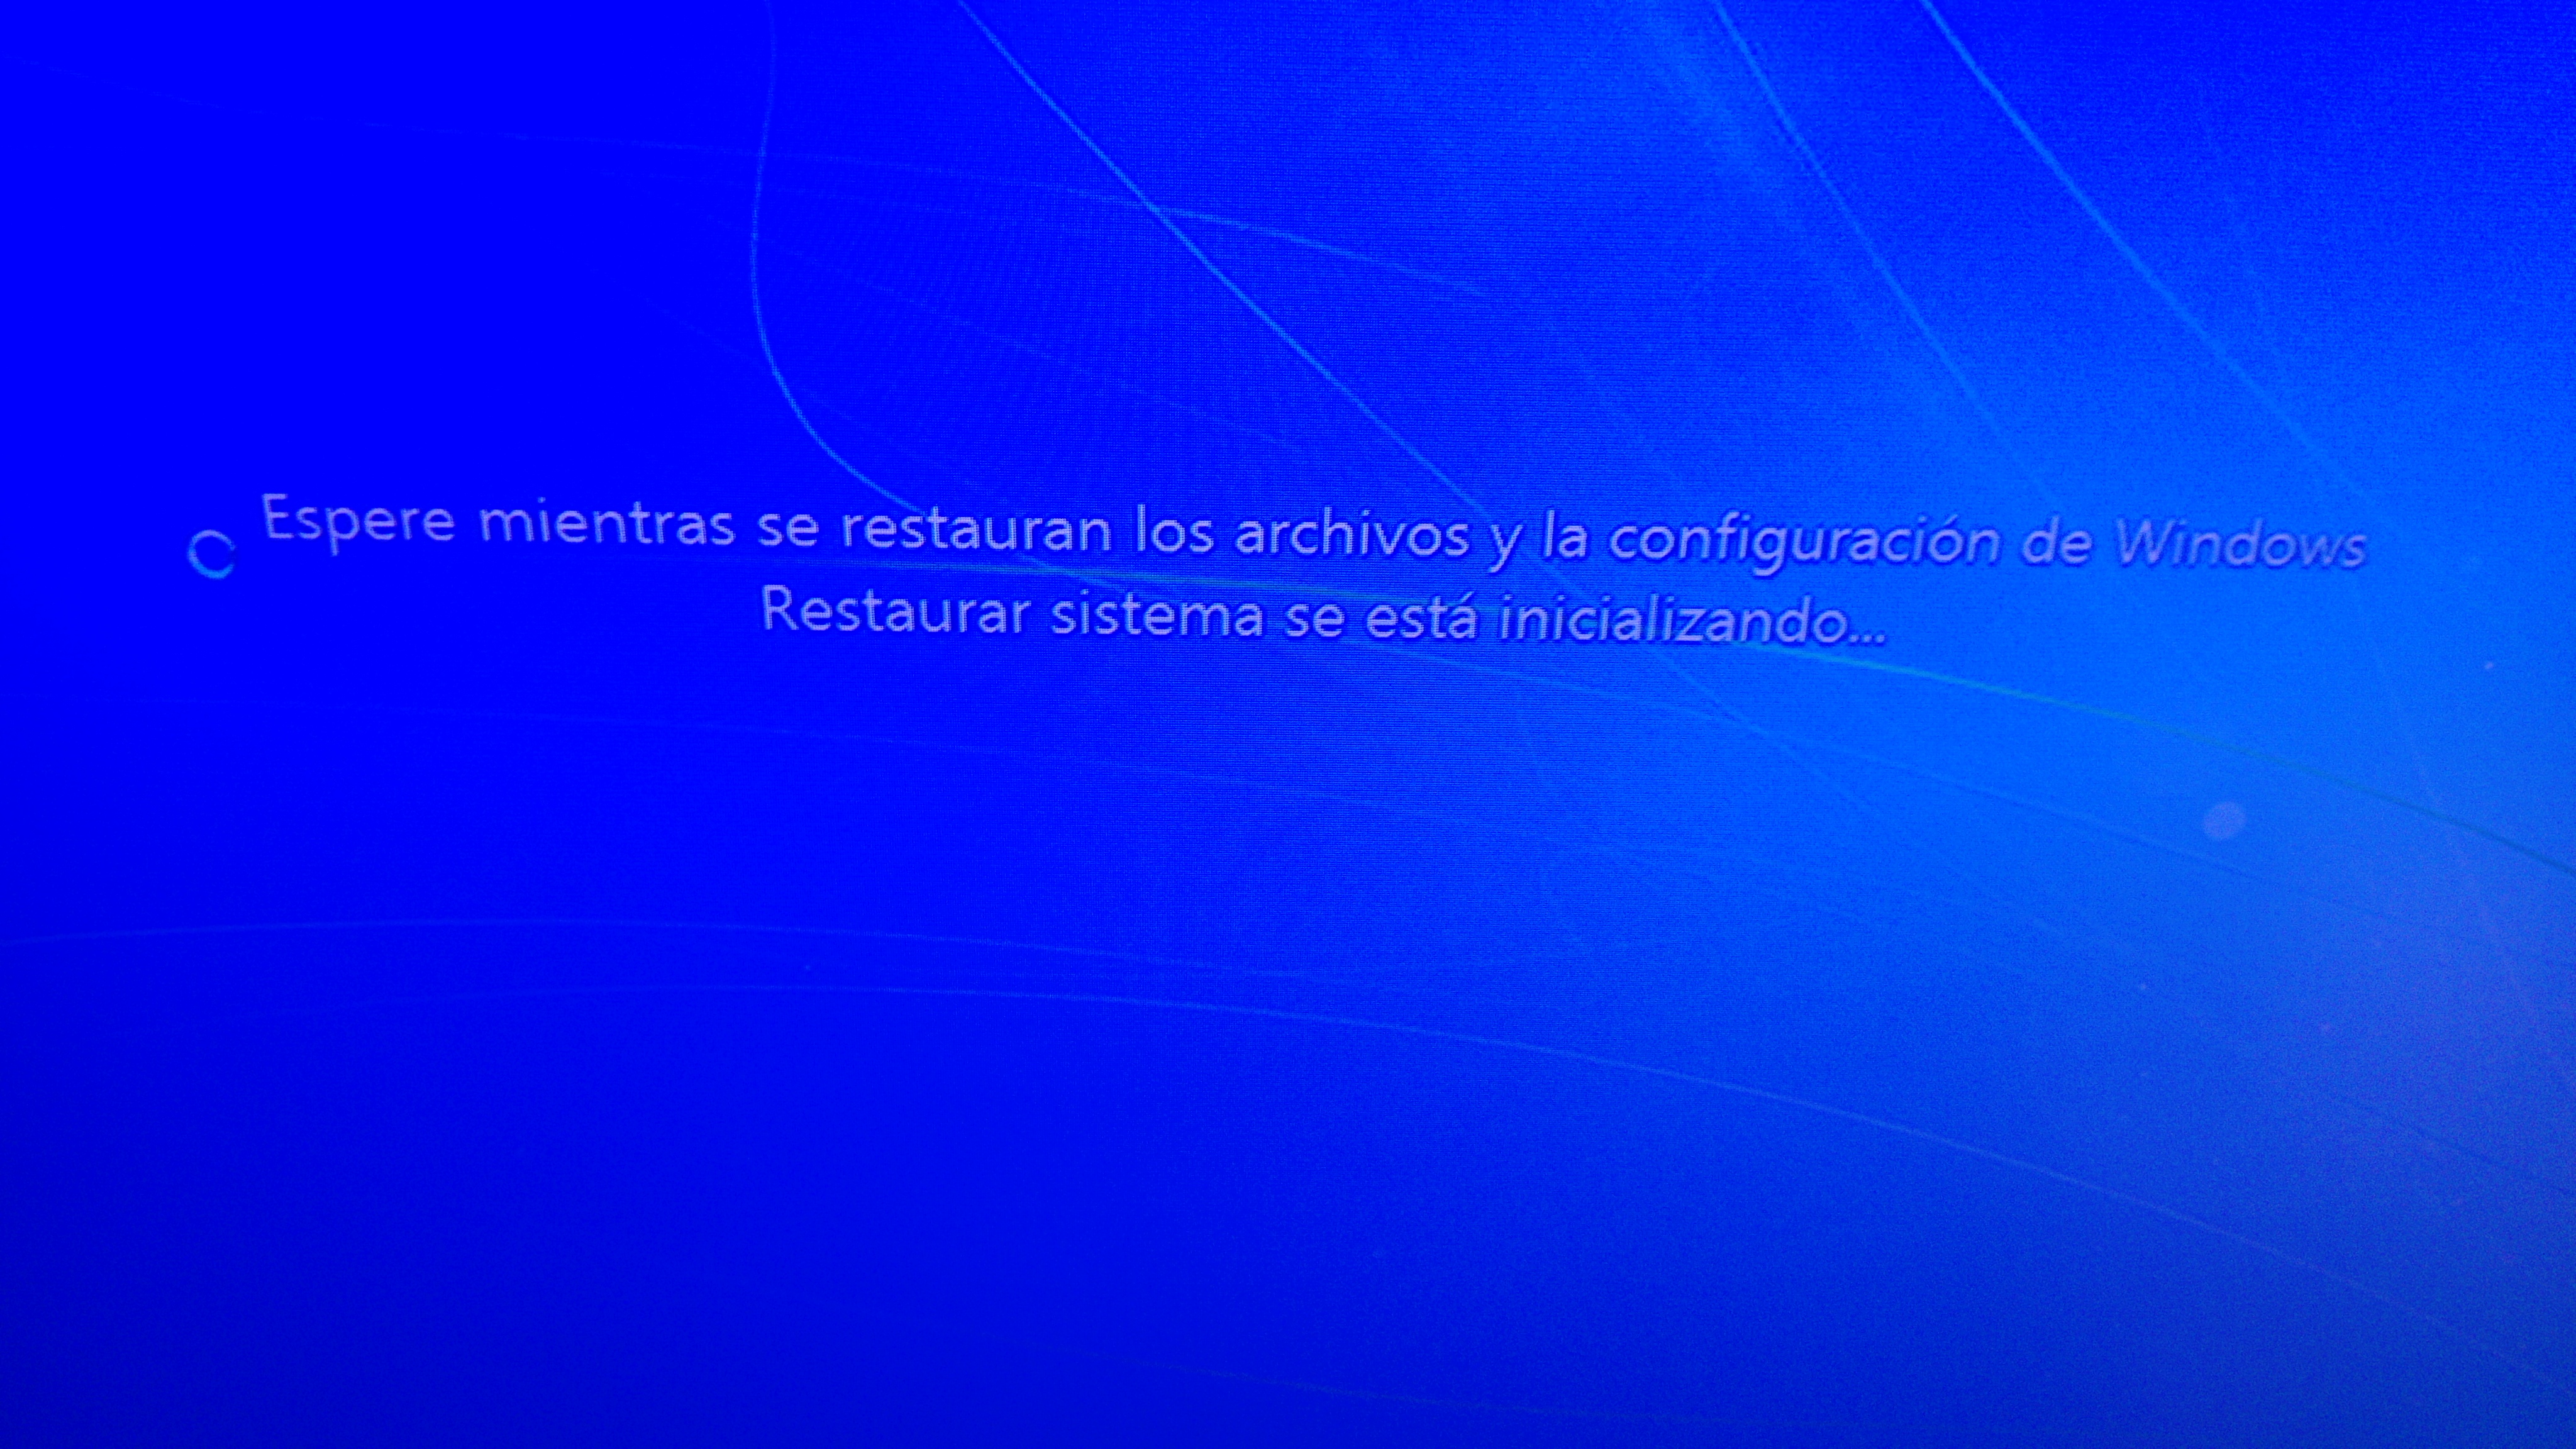 Espere mientras se restauran los archivos y la configuración de Windows
Restaurar sistema se está inicializando...